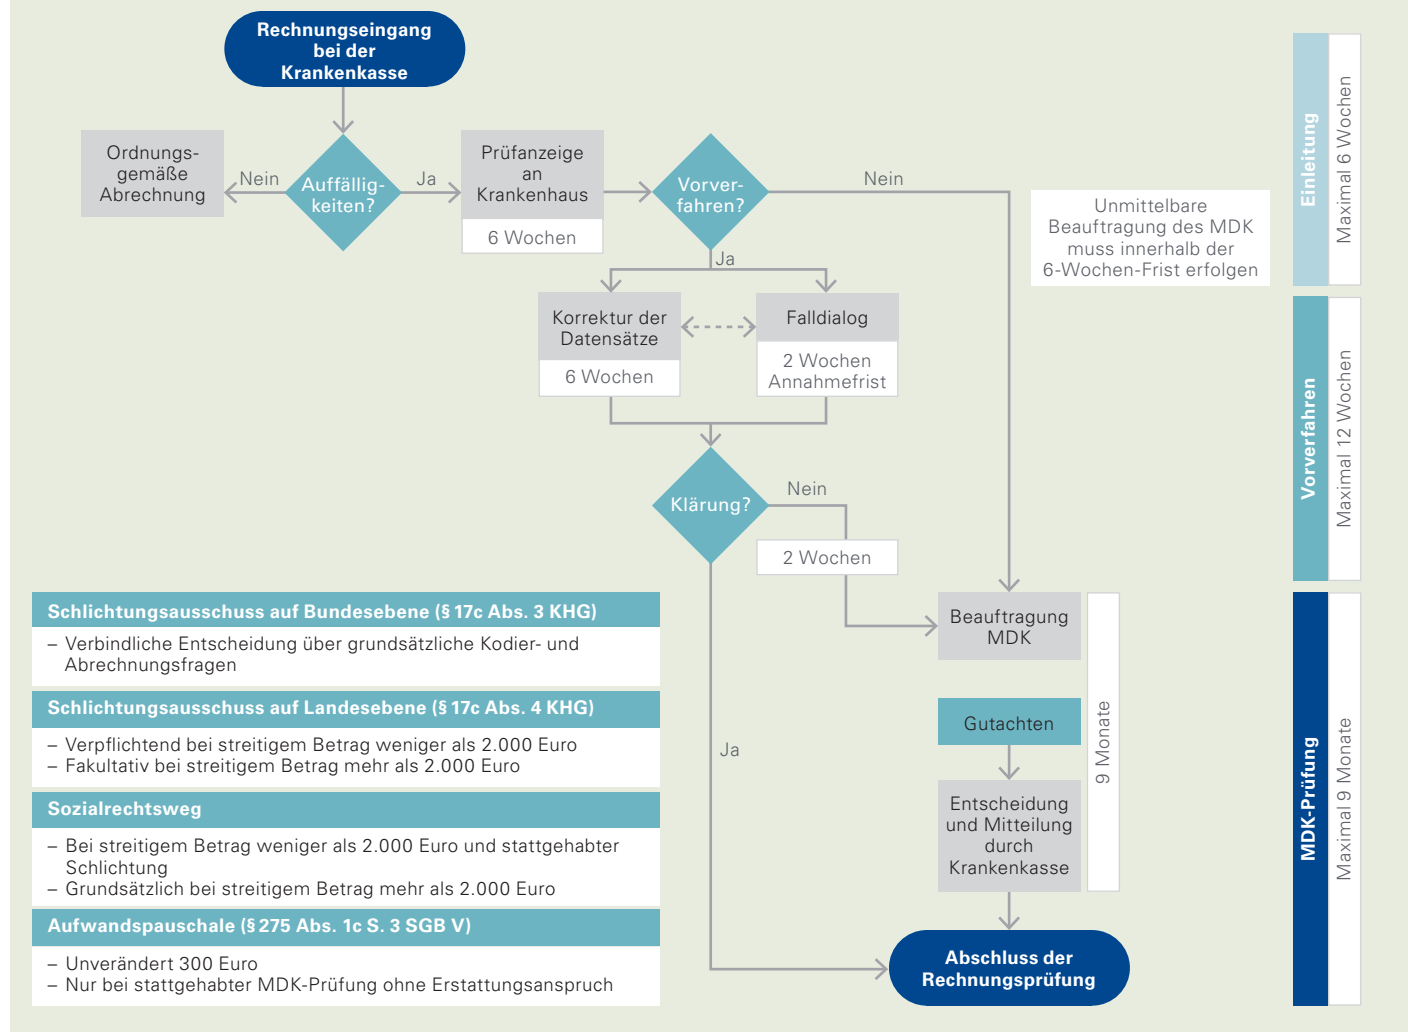 Rechnungseingang
bei der
Krankenkasse
Ordnungs-
gemäße
Abrechnung
Nein
Auffällig-
keiten?
Ja
Prüfanzeige
an
Krankenhaus
6 Wochen
Vorver-
fahren?
Nein
Ja
Unmittelbare
Beauftragung des MDK
muss innerhalb der
6-Wochen-Frist erfolgen
Korrektur der
Datensätze
6 Wochen
Falldialog
2 Wochen
Annahmefrist
Klärung?
Nein
2 Wochen
Ja
Beauftragung
MDK
Gutachten
Entscheidung
und Mitteilung
durch
Krankenkasse
9 Monate
Abschluss der
Rechnungsprüfung
Einleitung
Maximal 6 Wochen
Vorverfahren
Maximal 12 Wochen
MDK-Prüfung
Maximal 9 Monate
Schlichtungsausschuss auf Bundesebene (§ 17c Abs. 3 KHG)
– Verbindliche Entscheidung über grundsätzliche Kodier- und
Abrechnungsfragen
Schlichtungsausschuss auf Landesebene (§ 17c Abs. 4 KHG)
– Verpflichtend bei streitigem Betrag weniger als 2.000 Euro
– Fakultativ bei streitigem Betrag mehr als 2.000 Euro
Sozialrechtsweg
– Bei streitigem Betrag weniger als 2.000 Euro und stattgehabter
Schlichtung
– Grundsätzlich bei streitigem Betrag mehr als 2.000 Euro
Aufwandspauschale (§ 275 Abs. 1c S. 3 SGB V)
– Unverändert 300 Euro
– Nur bei stattgehabter MDK-Prüfung ohne Erstattungsanspruch